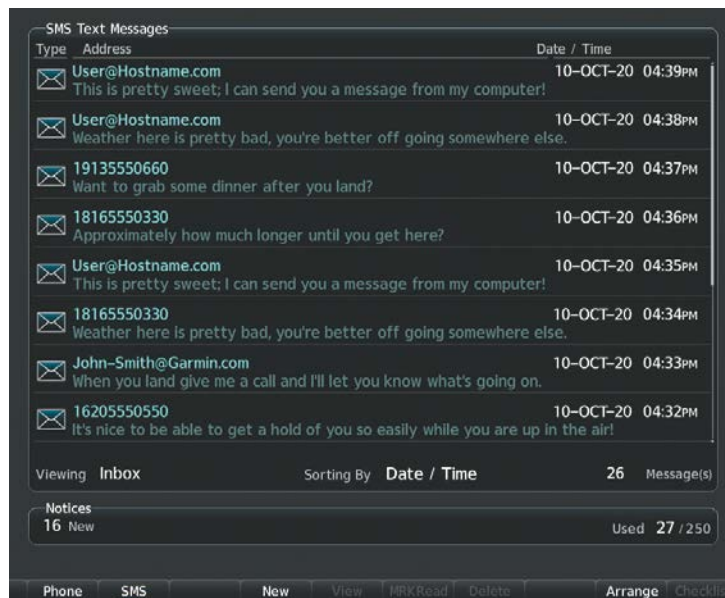 SMS Text Messages
Type Address Date / Time
User@Hostname.com 10-OCT-20 04:39PM
This is pretty sweet; I can send you a message from my computer!
User@Hostname.com 10-OCT-20 04:38PM
Weather here is pretty bad, you're better off going somewhere else.
19135550660 10-OCT-20 04:37PM
Want to grab some dinner after you land?
18165550330 10-OCT-20 04:36PM
Approximately how much longer until you get here?
User@Hostname.com 10-OCT-20 04:35PM
This is pretty sweet; I can send you a message from my computer!
18165550330 10-OCT-20 04:34PM
Weather here is pretty bad, you're better off going somewhere else.
John-Smith@Garmin.com 10-OCT-20 04:33PM
When you land give me a call and I'll let you know what's going on.
16205550550 10-OCT-20 04:32PM
It's nice to be able to get a hold of you so easily while you are up in the air!
Viewing Inbox Sorting By Date / Time 26 Message(s)
Notices
16 New Used 27 / 250
Phone SMS New View MRKRead Delete Arrange Checkli